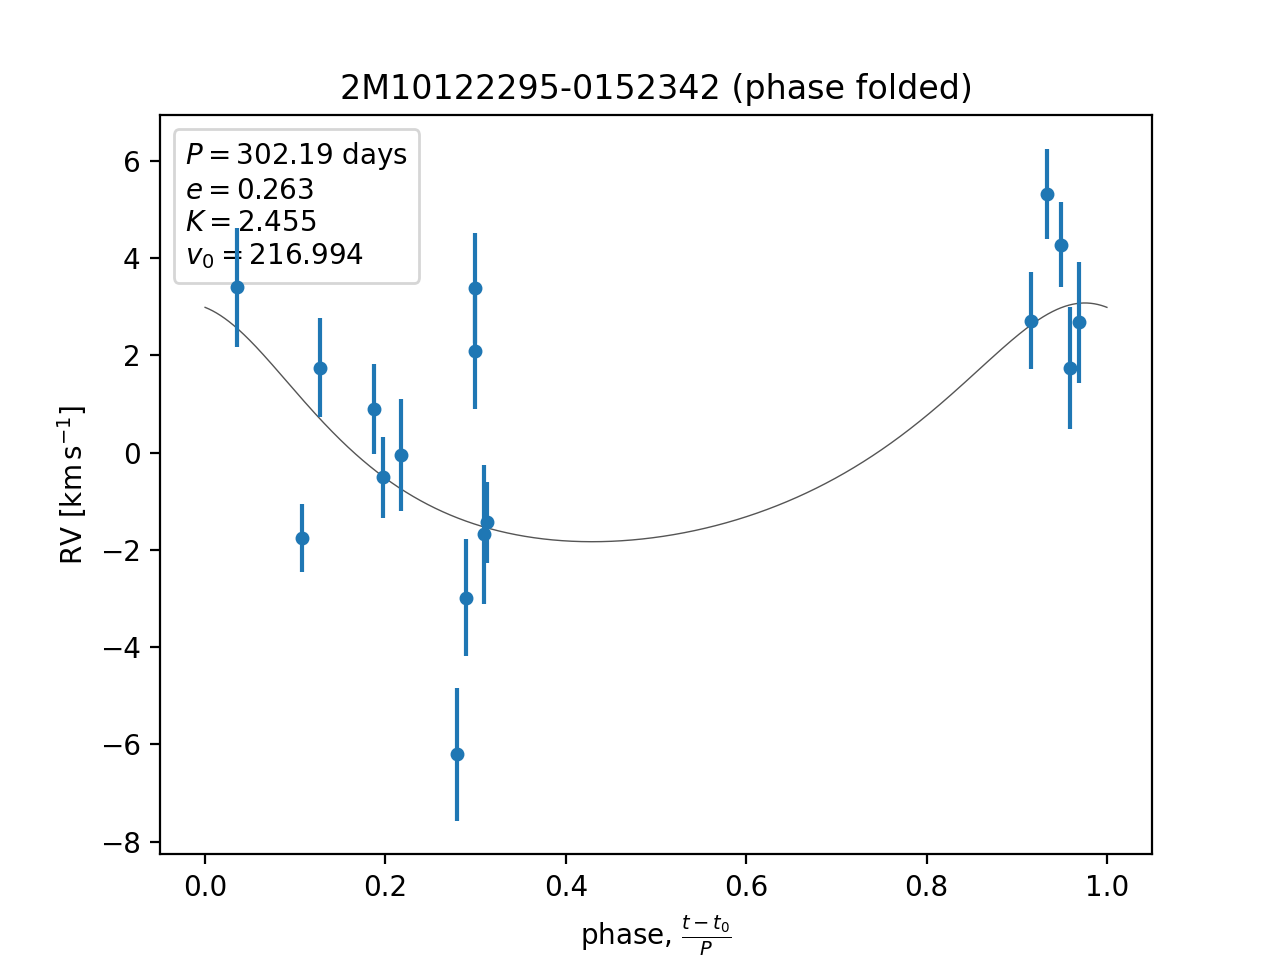 2M10122295-0152342 (phase folded)
P = 302.19 days
e = 0.263
K = 2.455
v₀ = 216.994
RV [km s⁻¹]
6
4
2
0
−2
−4
−6
−8
0.0 0.2 0.4 0.6 0.8 1.0
phase, (t − t₀)/P